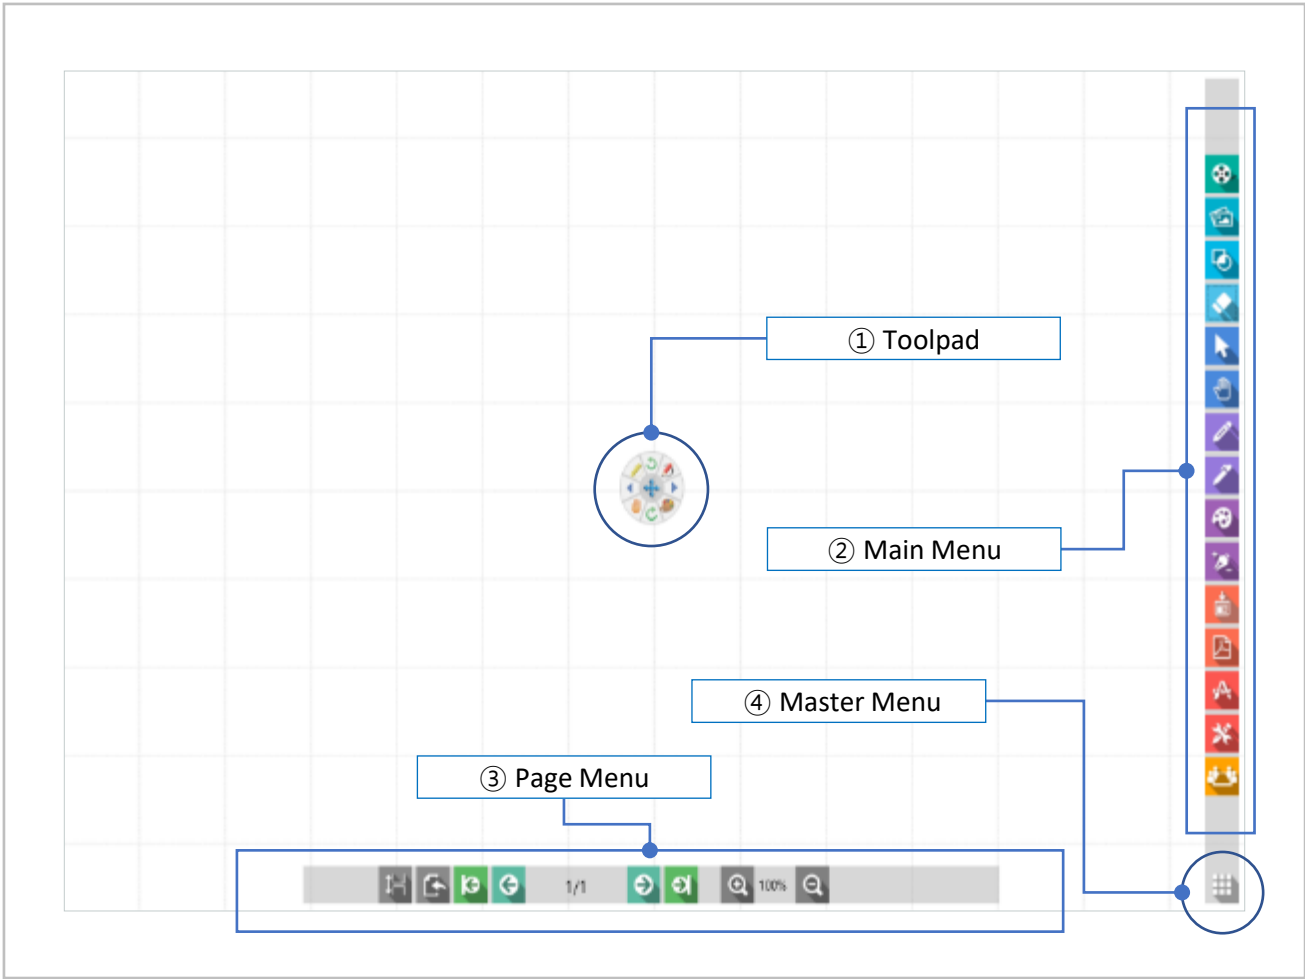 ① Toolpad
② Main Menu
④ Master Menu
③ Page Menu
1/1
100%